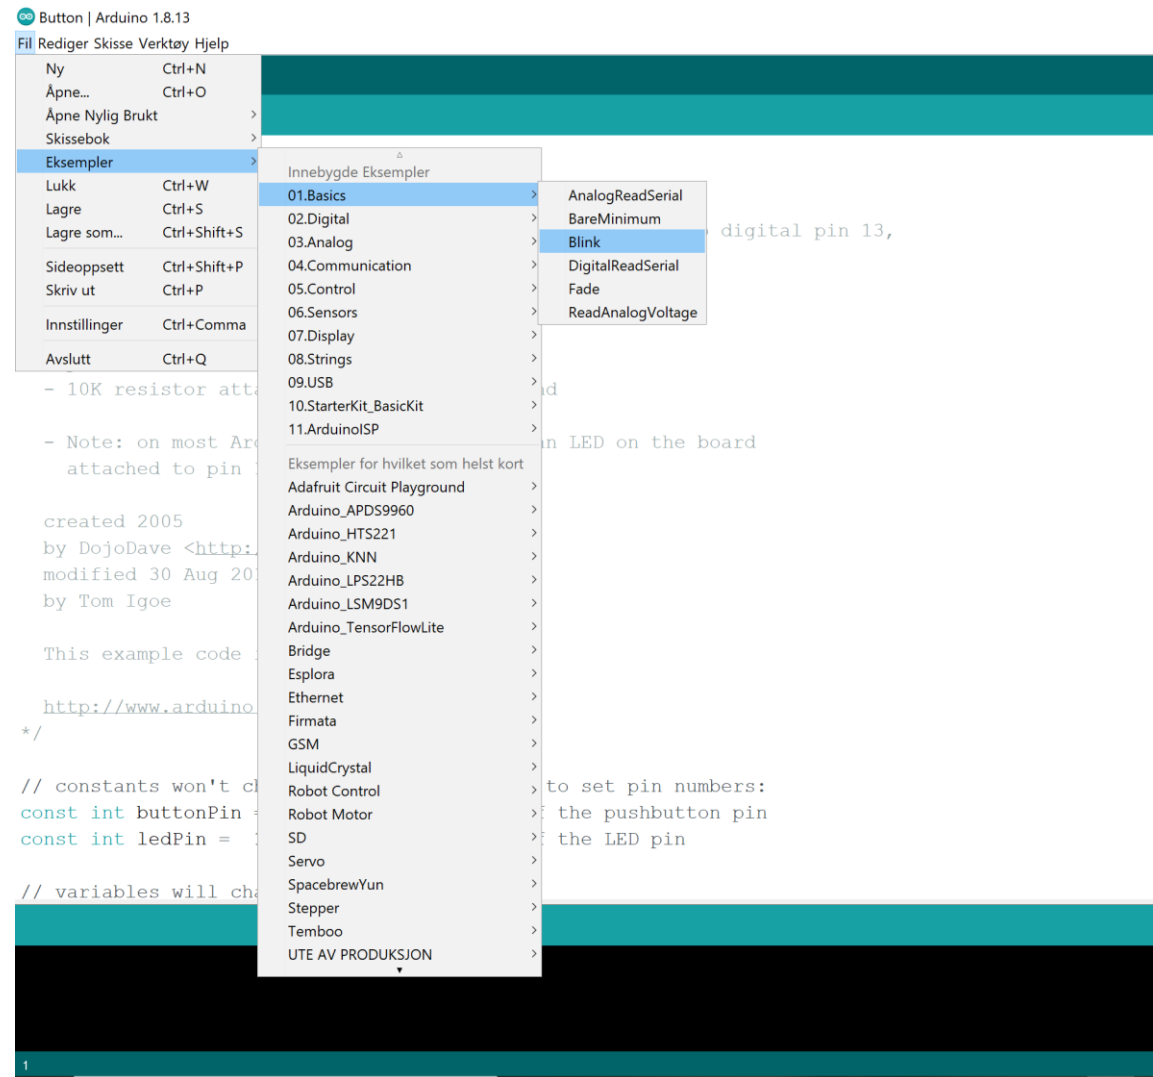 Button | Arduino 1.8.13
Fil Rediger Skisse Verktøy Hjelp
Ny Ctrl+N
Åpne... Ctrl+O
Åpne Nylig Brukt
Skissebok
Eksempler
Lukk Ctrl+W
Lagre Ctrl+S
Lagre som... Ctrl+Shift+S
Sideoppsett Ctrl+Shift+P
Skriv ut Ctrl+P
Innstillinger Ctrl+Comma
Avslutt Ctrl+Q
Innebygde Eksempler
01.Basics
02.Digital
03.Analog
04.Communication
05.Control
06.Sensors
07.Display
08.Strings
09.USB
10.StarterKit_BasicKit
11.ArduinoISP
Eksempler for hvilket som helst kort
Adafruit Circuit Playground
Arduino_APDS9960
Arduino_HTS221
Arduino_KNN
Arduino_LPS22HB
Arduino_LSM9DS1
Arduino_TensorFlowLite
Bridge
Esplora
Ethernet
Firmata
GSM
LiquidCrystal
Robot Control
Robot Motor
SD
Servo
SpacebrewYun
Stepper
Temboo
UTE AV PRODUKSJON
AnalogReadSerial
BareMinimum
Blink
DigitalReadSerial
Fade
ReadAnalogVoltage
digital pin 13,
- 10K resistor
- Note: on most an LED on the board
attached to pin
created 2005
by DojoDave <http:
modified 30 Aug
by Tom Igoe
This example code
http://www.arduino
*/
// constants won't to set pin numbers:
const int buttonPin = the pushbutton pin
const int ledPin = the LED pin
// variables will
1